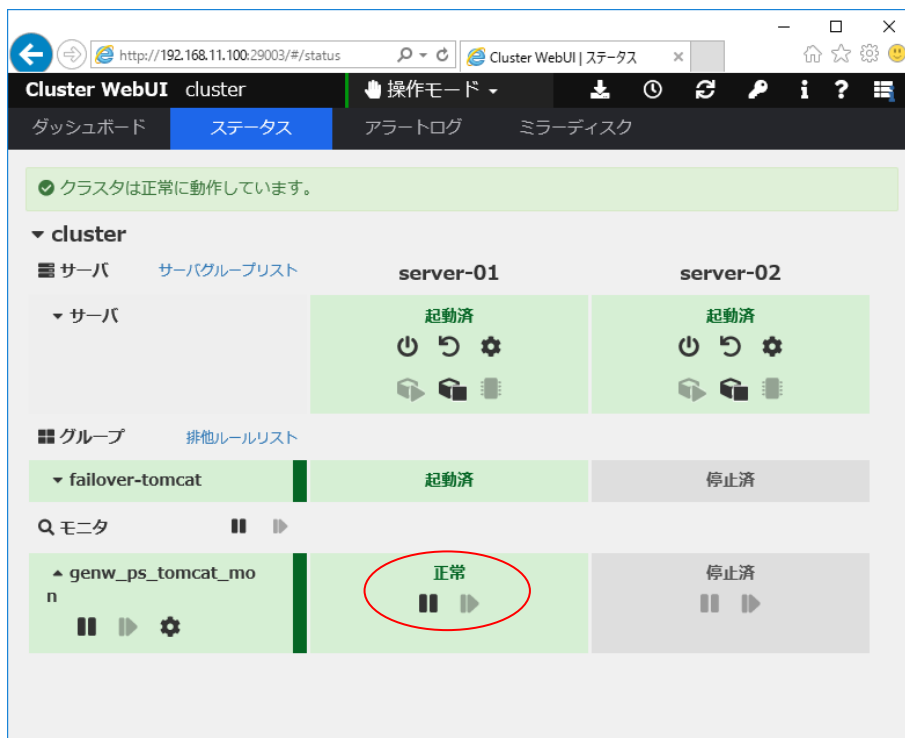 http://192.168.11.100:29003/#/status
Cluster WebUI | ステータス
Cluster WebUI cluster 操作モード
ダッシュボード ステータス アラートログ ミラーディスク
クラスタは正常に動作しています。
cluster
サーバ サーバグループリスト server-01 server-02
サーバ 起動済 起動済
グループ 排他ルールリスト
failover-tomcat 起動済 停止済
モニタ
genw_ps_tomcat_mo 正常 停止済
n